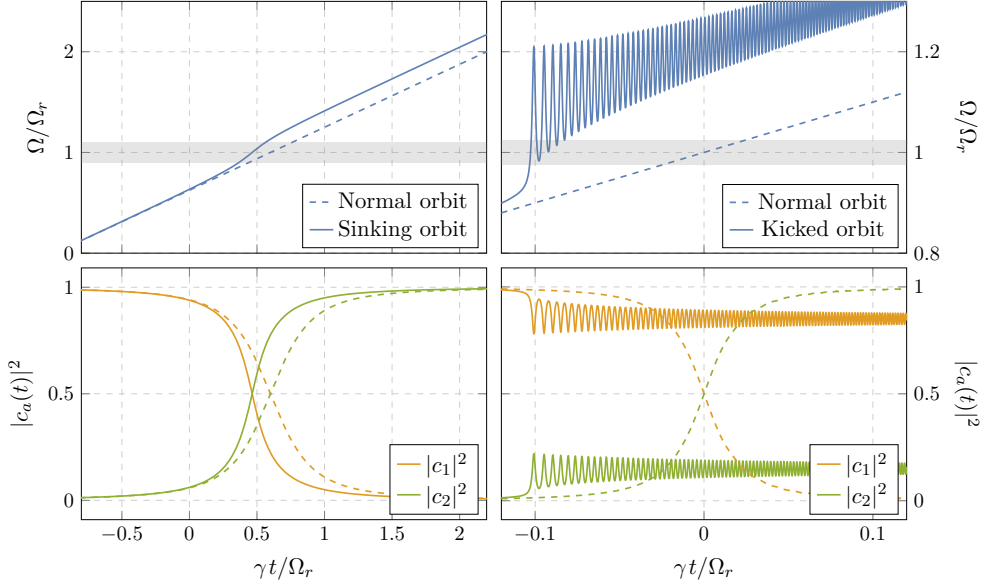 Ω/Ω_r
2
1
0
Normal orbit
Sinking orbit
1.2
1
0.8
Ω/Ω_r
Normal orbit
Kicked orbit
|c_a(t)|^2
1
0.5
0
|c_1|^2
|c_2|^2
−0.5 0 0.5 1 1.5 2
γ t/Ω_r
1
0.5
0
|c_a(t)|^2
|c_1|^2
|c_2|^2
−0.1 0 0.1
γ t/Ω_r